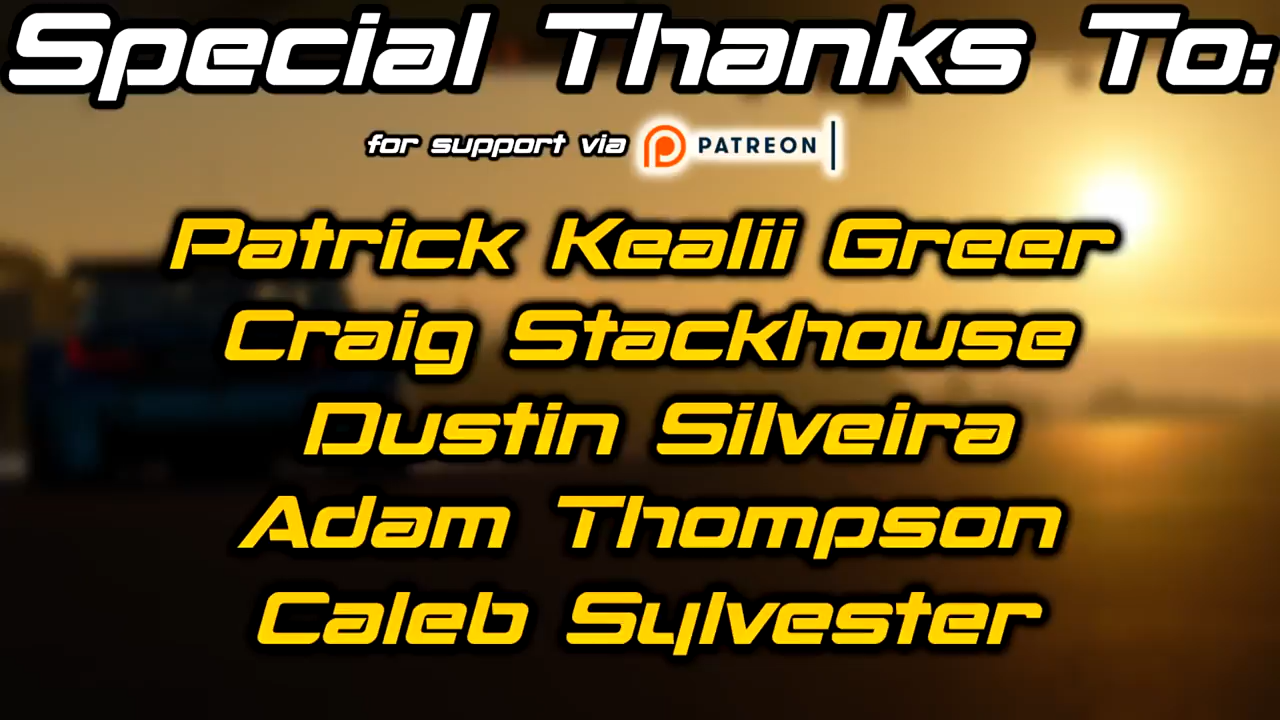 Special Thanks To:
for support via PATREON
Patrick Kealii Greer
Craig Stackhouse
Dustin Silveira
Adam Thompson
Caleb Sylvester